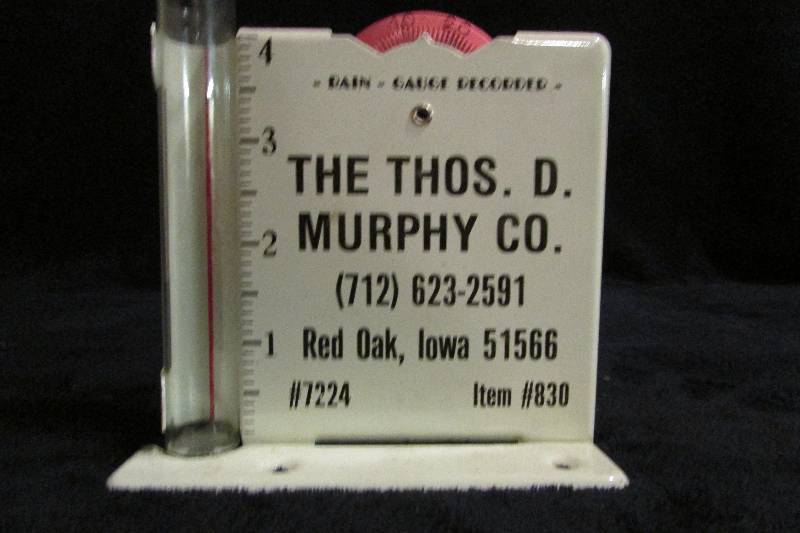 - RAIN - GAUGE RECORDER -
THE THOS. D.
MURPHY CO.
(712) 623-2591
Red Oak, Iowa 51566
#7224 Item #830
4
3
2
1